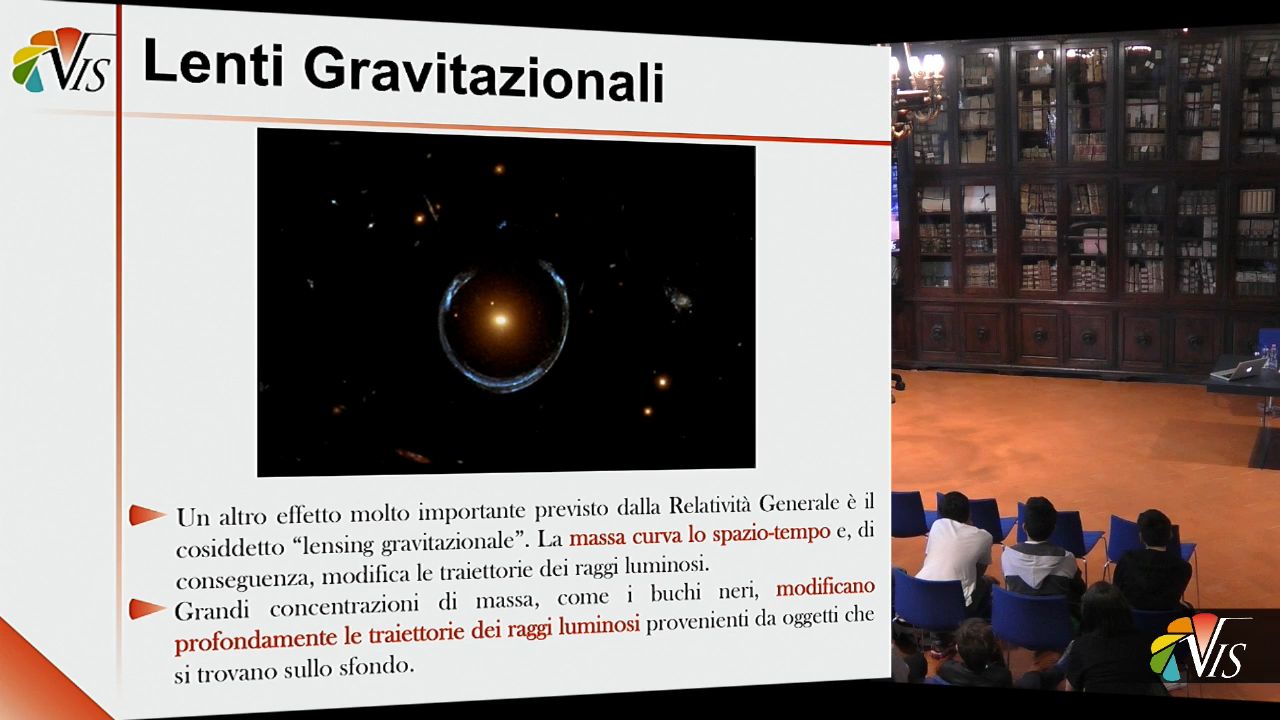 VIS
Lenti Gravitazionali
Un altro effetto molto importante previsto dalla Relatività Generale è il
cosiddetto “lensing gravitazionale”. La massa curva lo spazio-tempo e, di
conseguenza, modifica le traiettorie dei raggi luminosi.
Grandi concentrazioni di massa, come i buchi neri, modificano
profondamente le traiettorie dei raggi luminosi provenienti da oggetti che
si trovano sullo sfondo.
VIS